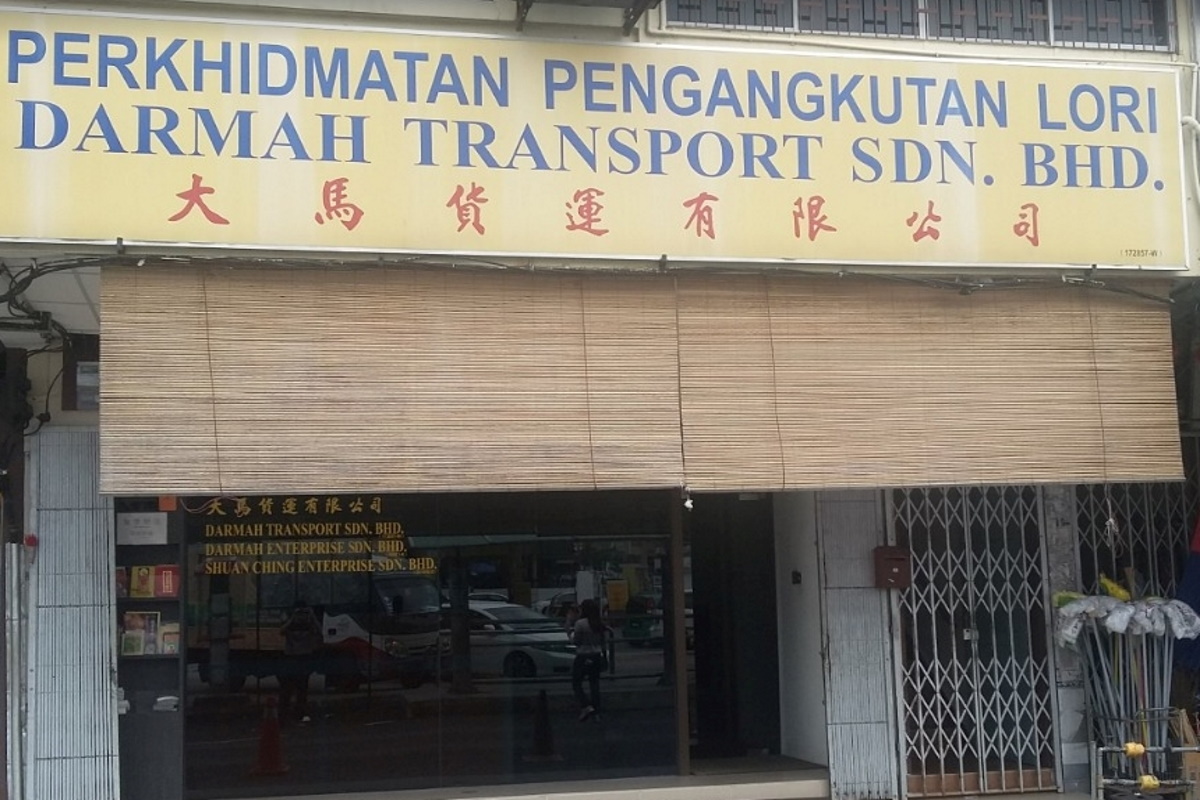 PERKHIDMATAN PENGANGKUTAN LORI
DARMAH TRANSPORT SDN. BHD.
大馬貨運有限公司
大馬貨運有限公司
DARMAH TRANSPORT SDN. BHD.
DARMAH ENTERPRISE SDN. BHD.
SHUAN CHING ENTERPRISE SDN. BHD.